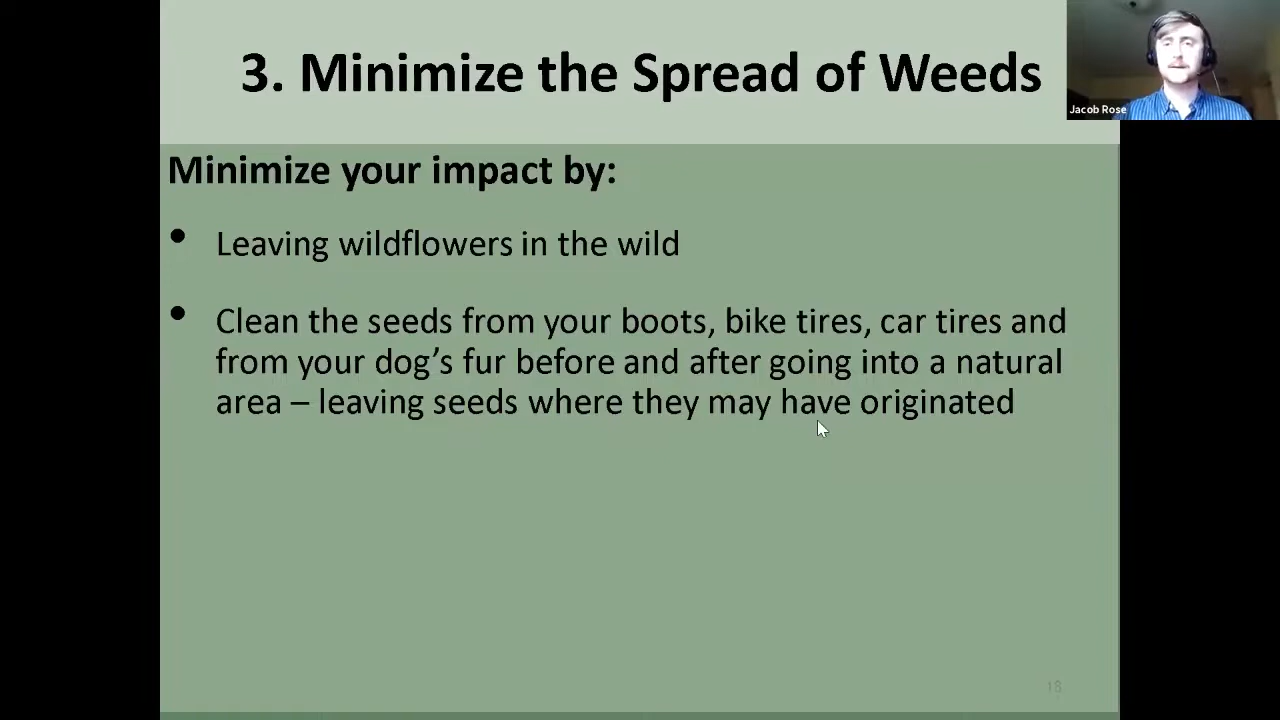 3. Minimize the Spread of Weeds
Jacob Rose
Minimize your impact by:
• Leaving wildflowers in the wild
• Clean the seeds from your boots, bike tires, car tires and
from your dog’s fur before and after going into a natural
area – leaving seeds where they may have originated